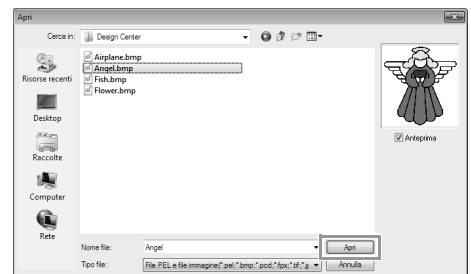 Apri
Cerca in: Design Center
Airplane.bmp
Angel.bmp
Fish.bmp
Flower.bmp
Risorse recenti
Desktop
Raccolte
Computer
Rete
Anteprima
Nome file: Angel Apri
Tipo file: File PEL e file immagine(*.pel;*.bmp;*.pcd;*.fpx;*.tif;*.g Annulla